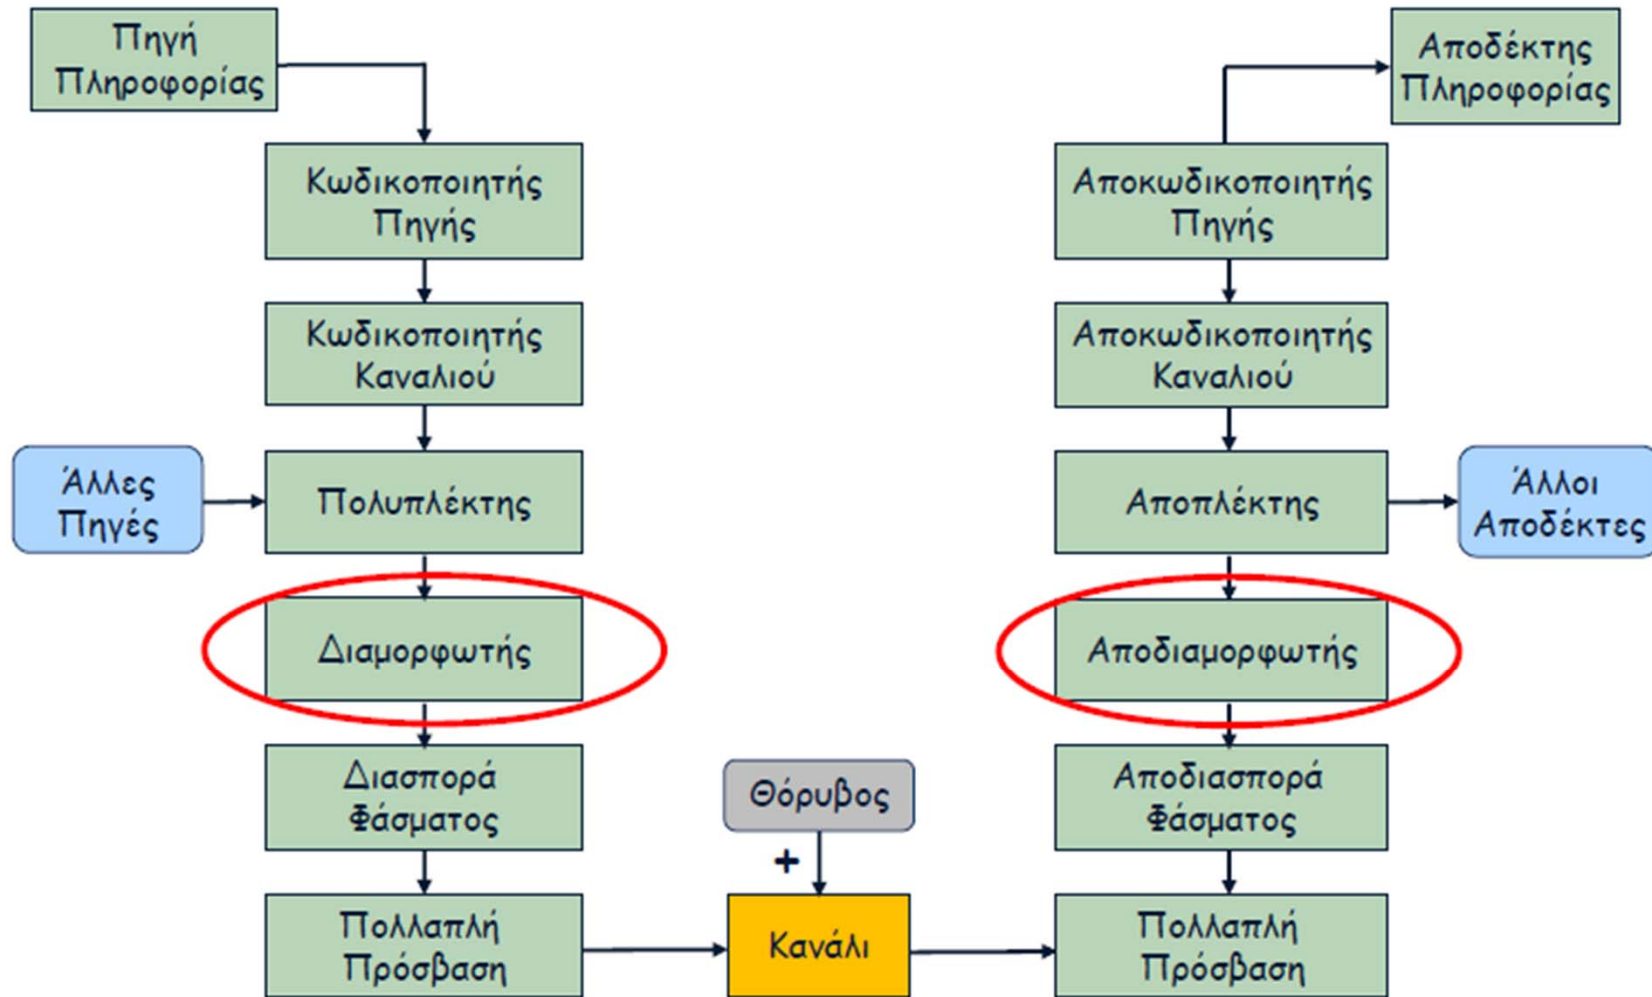 Πηγή
Πληροφορίας
Κωδικοποιητής
Πηγής
Κωδικοποιητής
Καναλιού
Άλλες
Πηγές
Πολυπλέκτης
Διαμορφωτής
Διασπορά
Φάσματος
Πολλαπλή
Πρόσβαση
Θόρυβος
+
Κανάλι
Αποδέκτης
Πληροφορίας
Αποκωδικοποιητής
Πηγής
Αποκωδικοποιητής
Καναλιού
Αποπλέκτης
Άλλοι
Αποδέκτες
Αποδιαμορφωτής
Αποδιασπορά
Φάσματος
Πολλαπλή
Πρόσβαση